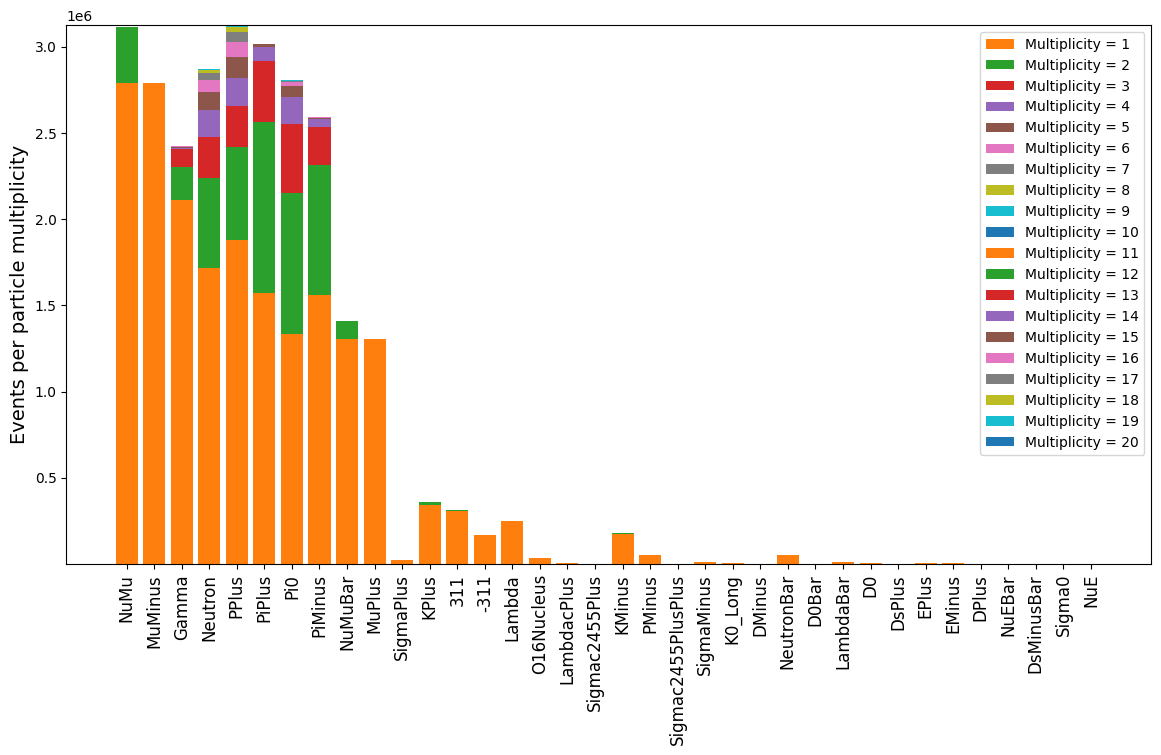 1e6
Events per particle multiplicity
3.0
2.5
2.0
1.5
1.0
0.5
Multiplicity = 1
Multiplicity = 2
Multiplicity = 3
Multiplicity = 4
Multiplicity = 5
Multiplicity = 6
Multiplicity = 7
Multiplicity = 8
Multiplicity = 9
Multiplicity = 10
Multiplicity = 11
Multiplicity = 12
Multiplicity = 13
Multiplicity = 14
Multiplicity = 15
Multiplicity = 16
Multiplicity = 17
Multiplicity = 18
Multiplicity = 19
Multiplicity = 20
NuMu
MuMinus
Gamma
Neutron
PPlus
PiPlus
Pi0
PiMinus
NuMuBar
MuPlus
SigmaPlus
KPlus
311
-311
Lambda
O16Nucleus
LambdacPlus
Sigmac2455Plus
KMinus
PMinus
Sigmac2455PlusPlus
SigmaMinus
K0_Long
DMinus
NeutronBar
D0Bar
LambdaBar
D0
DsPlus
EPlus
EMinus
DPlus
NuEBar
DsMinusBar
Sigma0
NuE